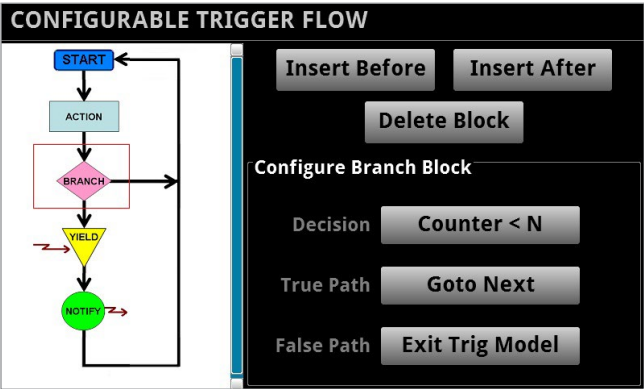 CONFIGURABLE TRIGGER FLOW
START
ACTION
BRANCH
YIELD
NOTIFY
Insert Before
Insert After
Delete Block
Configure Branch Block
Decision
Counter < N
True Path
Goto Next
False Path
Exit Trig Model